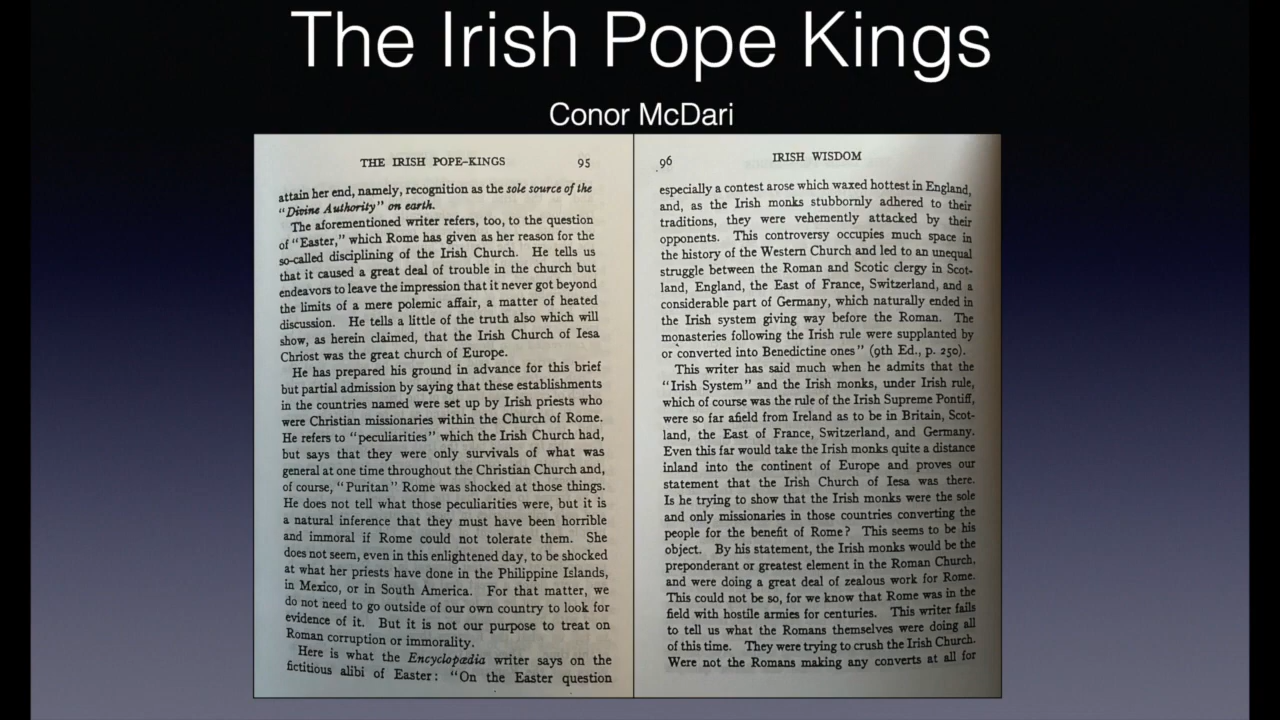 The Irish Pope Kings
Conor McDari
THE IRISH POPE-KINGS 95
attain her end, namely, recognition as the sole source of the
"Divine Authority" on earth.
The aforementioned writer refers, too, to the question
of "Easter," which Rome has given as her reason for the
so-called disciplining of the Irish Church. He tells us
that it caused a great deal of trouble in the church but
endeavors to leave the impression that it never got beyond
the limits of a mere polemic affair, a matter of heated
discussion. He tells a little of the truth also which will
show, as herein claimed, that the Irish Church of Iesa
Chriost was the great church of Europe.
He has prepared his ground in advance for this brief
but partial admission by saying that these establishments
in the countries named were set up by Irish priests who
were Christian missionaries within the Church of Rome.
He refers to "peculiarities" which the Irish Church had,
but says that they were only survivals of what was
general at one time throughout the Christian Church and,
of course, "Puritan" Rome was shocked at those things.
He does not tell what those peculiarities were, but it is
a natural inference that they must have been horrible
and immoral if Rome could not tolerate them. She
does not seem, even in this enlightened day, to be shocked
at what her priests have done in the Philippine Islands,
in Mexico, or in South America. For that matter, we
do not need to go outside of our own country to look for
evidence of it. But it is not our purpose to treat on
Roman corruption or immorality.
Here is what the Encyclopædia writer says on the
fictitious alibi of Easter: "On the Easter question
96 IRISH WISDOM
especially a contest arose which waxed hottest in England,
and, as the Irish monks stubbornly adhered to their
traditions, they were vehemently attacked by their
opponents. This controversy occupies much space in
the history of the Western Church and led to an unequal
struggle between the Roman and Scotic clergy in Scot-
land, England, the East of France, Switzerland, and a
considerable part of Germany, which naturally ended in
the Irish system giving way before the Roman. The
monasteries following the Irish rule were supplanted by
or converted into Benedictine ones" (9th Ed., p. 250).
This writer has said much when he admits that the
"Irish System" and the Irish monks, under Irish rule,
which of course was the rule of the Irish Supreme Pontiff,
were so far afield from Ireland as to be in Britain, Scot-
land, the East of France, Switzerland, and Germany.
Even this far would take the Irish monks quite a distance
inland into the continent of Europe and proves our
statement that the Irish Church of Iesa was there.
Is he trying to show that the Irish monks were the sole
and only missionaries in those countries converting the
people for the benefit of Rome? This seems to be his
object. By his statement, the Irish monks would be the
preponderant or greatest element in the Roman Church,
and were doing a great deal of zealous work for Rome.
This could not be so, for we know that Rome was in the
field with hostile armies for centuries. This writer fails
to tell us what the Romans themselves were doing all
of this time. They were trying to crush the Irish Church.
Were not the Romans making any converts at all for